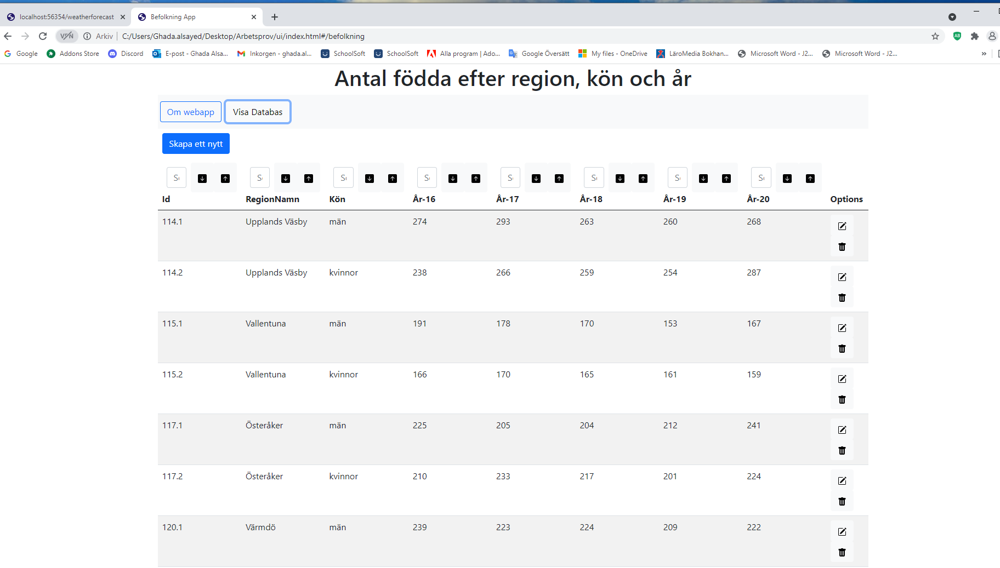 localhost:56354/weatherforecast
Befolkning App
VPN
Arkiv
C:/Users/Ghada.alsayed/Desktop/Arbetsprov/ui/index.html#/befolkning
AB
Google
Addons Store
Discord
E-post - Ghada Alsa...
Inkorgen - ghada.al...
SchoolSoft
SchoolSoft
Alla program | Ado...
Google Översätt
My files - OneDrive
LäroMedia Bokhan...
Microsoft Word - J2...
Microsoft Word - J2...
»
Antal födda efter region, kön och år
Om webapp
Visa Databas
Skapa ett nytt
Id RegionNamn Kön År-16 År-17 År-18 År-19 År-20 Options
114.1 Upplands Väsby män 274 293 263 260 268
114.2 Upplands Väsby kvinnor 238 266 259 254 287
115.1 Vallentuna män 191 178 170 153 167
115.2 Vallentuna kvinnor 166 170 165 161 159
117.1 Österåker män 225 205 204 212 241
117.2 Österåker kvinnor 210 233 217 201 224
120.1 Värmdö män 239 223 224 209 222